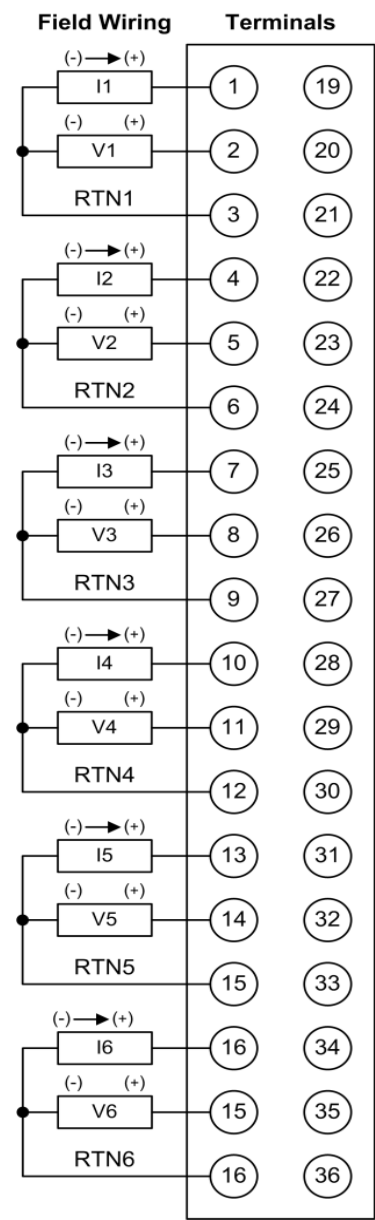 Field Wiring Terminals
(-) (+)
I1 1 19
(-) (+)
V1 2 20
RTN1 3 21
(-) (+)
I2 4 22
(-) (+)
V2 5 23
RTN2 6 24
(-) (+)
I3 7 25
(-) (+)
V3 8 26
RTN3 9 27
(-) (+)
I4 10 28
(-) (+)
V4 11 29
RTN4 12 30
(-) (+)
I5 13 31
(-) (+)
V5 14 32
RTN5 15 33
(-) (+)
I6 16 34
(-) (+)
V6 15 35
RTN6 16 36